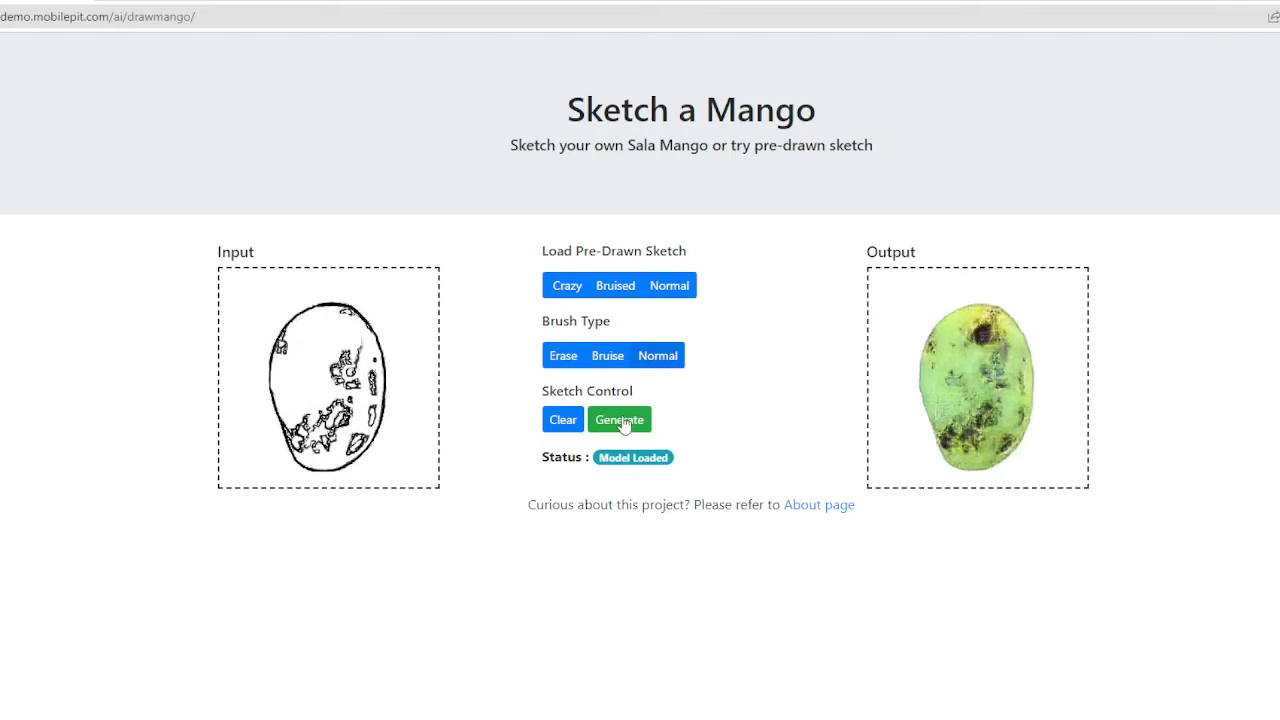 demo.mobilepit.com/ai/drawmango/
Sketch a Mango
Sketch your own Sala Mango or try pre-drawn sketch
Input
Load Pre-Drawn Sketch
Crazy Bruised Normal
Brush Type
Erase Bruise Normal
Sketch Control
Clear Generate
Status : Model Loaded
Output
Curious about this project? Please refer to About page